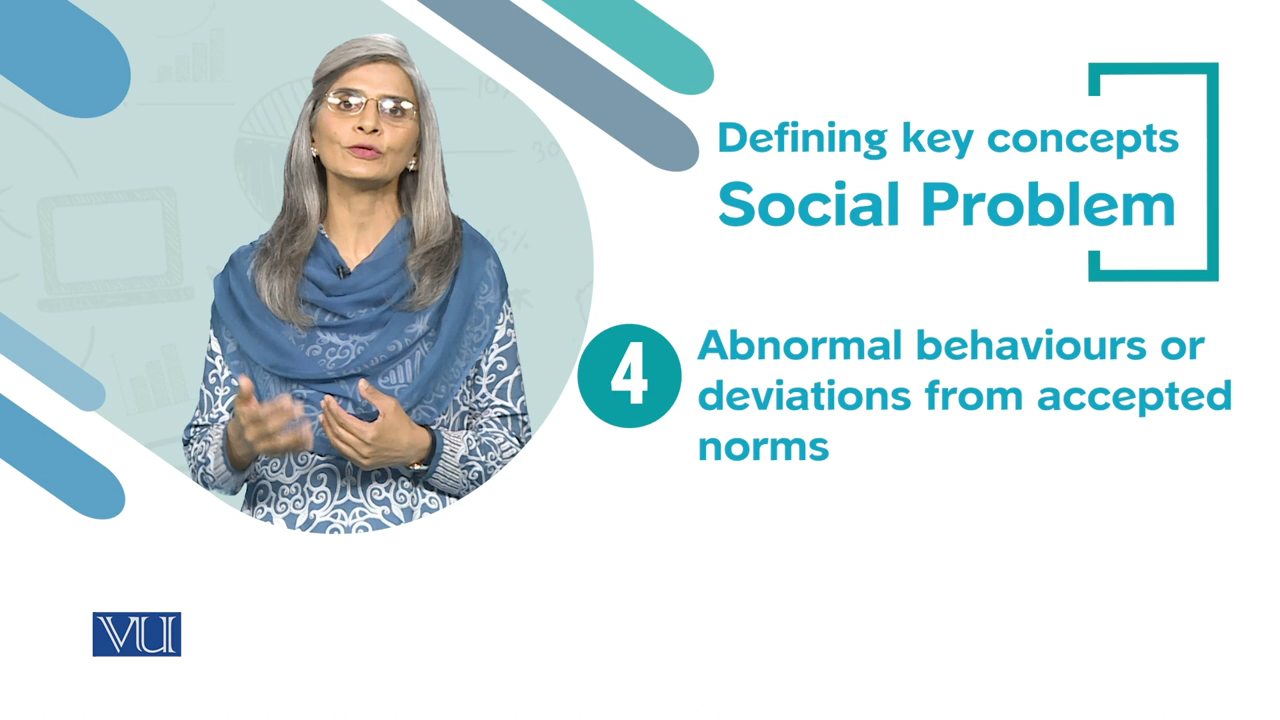 Defining key concepts
Social Problem
4
Abnormal behaviours or
deviations from accepted
norms
VU